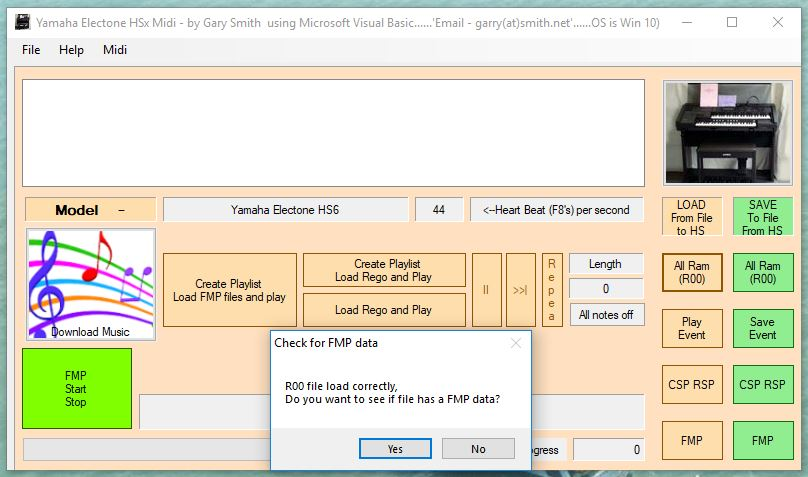 Yamaha Electone HSx Midi - by Gary Smith  using Microsoft Visual Basic......'Email - garry(at)smith.net'......OS is Win 10)
File Help Midi
Model -
Yamaha Electone HS6
44
<--Heart Beat (F8's) per second
LOAD
From File
to HS
SAVE
To File
From HS
Download Music
Create Playlist
Load FMP files and play
Create Playlist
Load Rego and Play
Load Rego and Play
II
>>|
R
e
p
e
a
Length
0
All notes off
All Ram
(R00)
All Ram
(R00)
Play
Event
Save
Event
FMP
Start
Stop
Check for FMP data
R00 file load correctly,
Do you want to see if file has a FMP data?
Yes
No
CSP RSP
CSP RSP
ogress
0
FMP
FMP